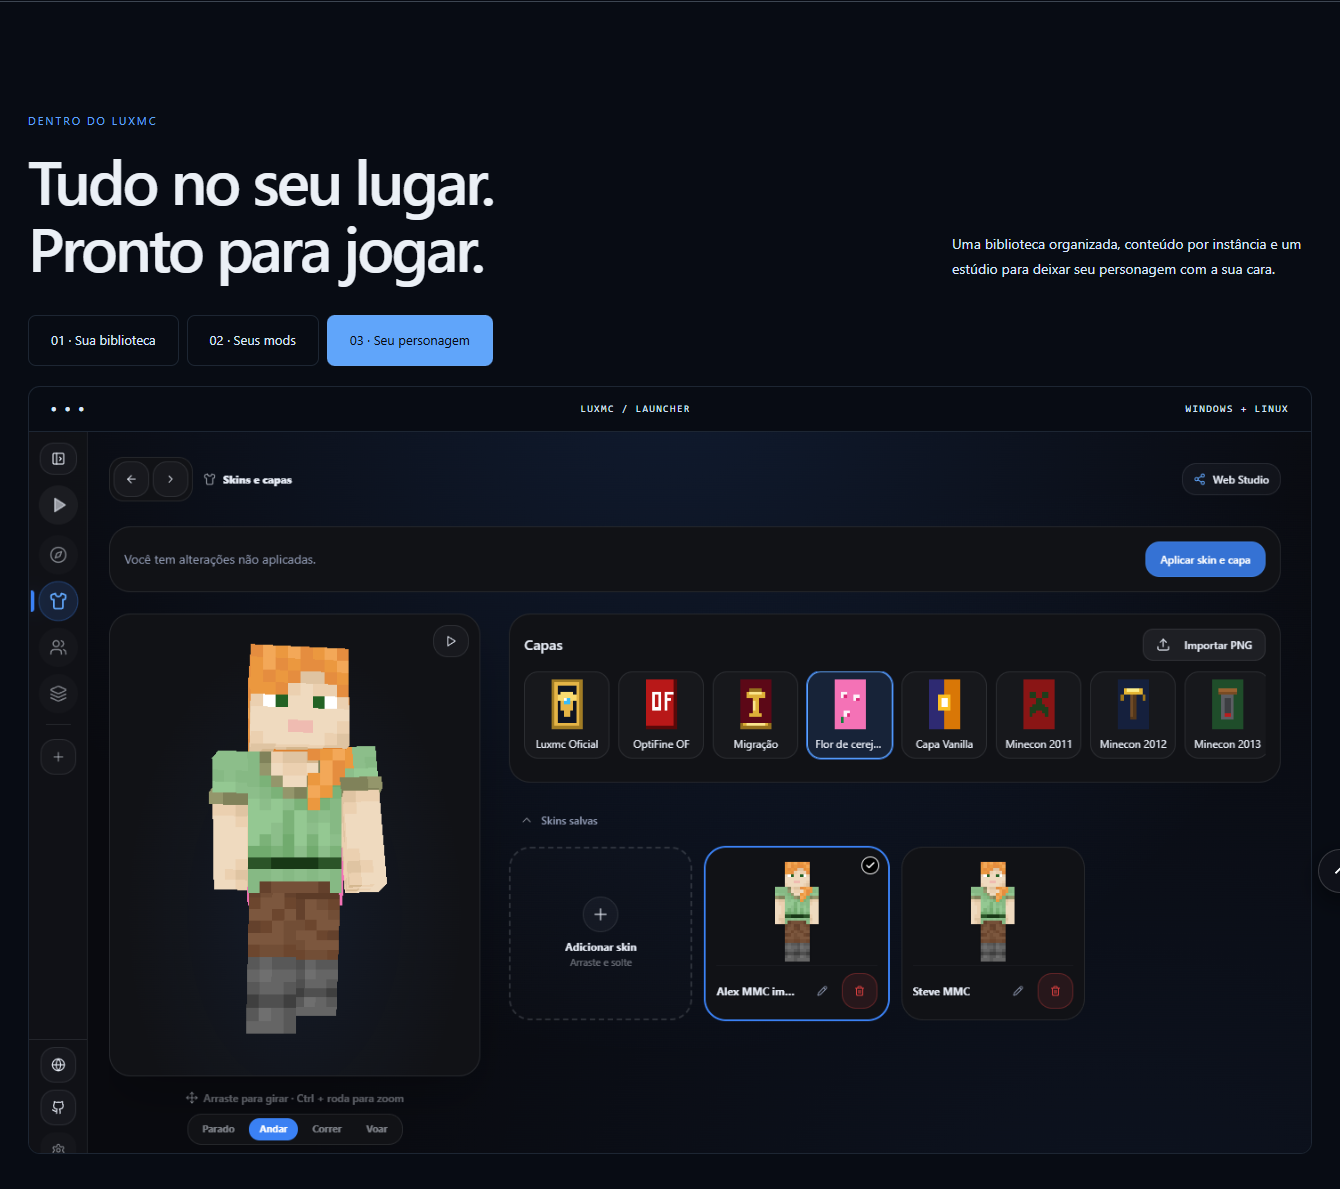 DENTRO DO LUXMC
Tudo no seu lugar.
Pronto para jogar.
Uma biblioteca organizada, conteúdo por instância e um
estúdio para deixar seu personagem com a sua cara.
01 · Sua biblioteca
02 · Seus mods
03 · Seu personagem
LUXMC / LAUNCHER
WINDOWS + LINUX
Skins e capas
Web Studio
Você tem alterações não aplicadas.
Aplicar skin e capa
Capas
Importar PNG
OF
Luxmc Oficial
OptiFine OF
Migração
Flor de cerej...
Capa Vanilla
Minecon 2011
Minecon 2012
Minecon 2013
Skins salvas
Adicionar skin
Arraste e solte
Alex MMC im...
Steve MMC
Arraste para girar · Ctrl + roda para zoom
Parado
Andar
Correr
Voar